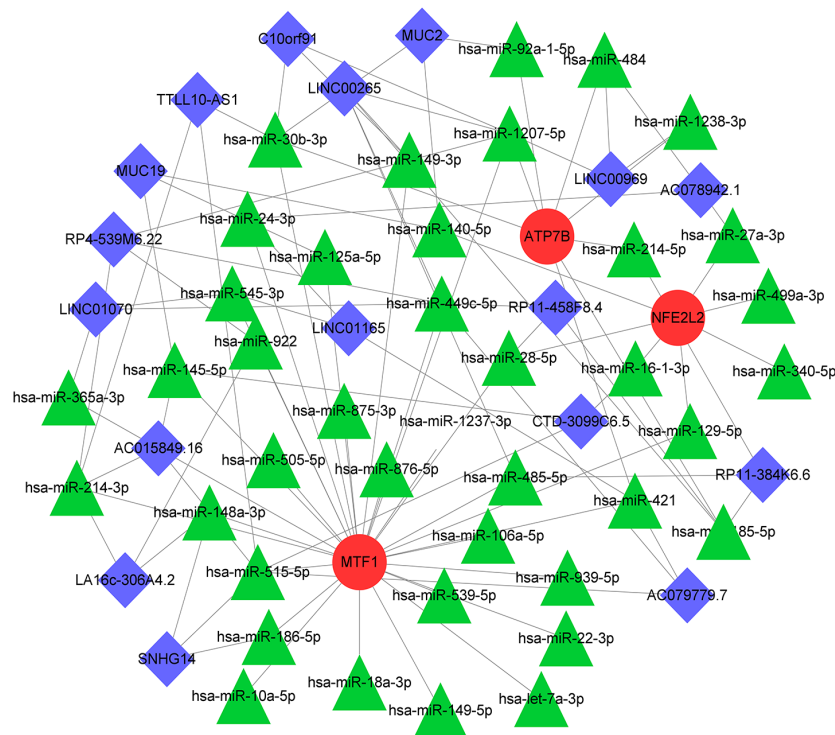 C10orf91
MUC2
hsa-miR-92a-1-5p
hsa-miR-484
LINC00265
TTLL10-AS1
hsa-miR-1238-3p
hsa-miR-30b-3p
hsa-miR-1207-5p
hsa-miR-149-3p
MUC19
LINC00969
AC078942.1
hsa-miR-24-3p
hsa-miR-140-5p
ATP7B
hsa-miR-27a-3p
RP4-539M6.22
hsa-miR-125a-5p
hsa-miR-214-5p
hsa-miR-545-3p
hsa-miR-499a-3p
LINC01070
hsa-miR-449c-5p
RP11-458F8.4
NFE2L2
LINC01165
hsa-miR-922
hsa-miR-28-5p
hsa-miR-16-1-3p
hsa-miR-340-5p
hsa-miR-145-5p
hsa-miR-365a-3p
hsa-miR-875-3p
hsa-miR-1237-3p
CTD-3099C6.5
hsa-miR-129-5p
AC015849.16
hsa-miR-505-5p
hsa-miR-876-5p
hsa-miR-485-5p
RP11-384K6.6
hsa-miR-214-3p
hsa-miR-421
hsa-miR-148a-3p
hsa-miR-106a-5p
185-5p
MTF1
LA16c-306A4.2
hsa-miR-515-5p
hsa-miR-939-5p
hsa-miR-539-5p
AC079779.7
hsa-miR-186-5p
hsa-miR-22-3p
SNHG14
hsa-miR-10a-5p
hsa-miR-18a-3p
hsa-let-7a-3p
hsa-miR-149-5p